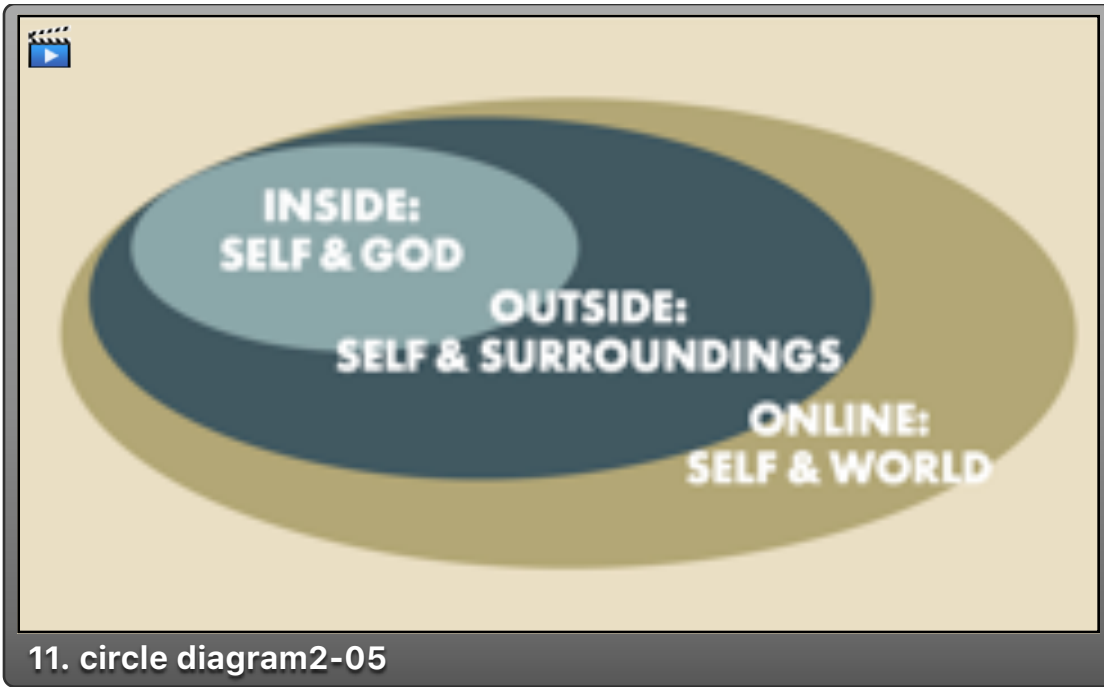 INSIDE:
SELF & GOD
OUTSIDE:
SELF & SURROUNDINGS
ONLINE:
SELF & WORLD
11. circle diagram2-05